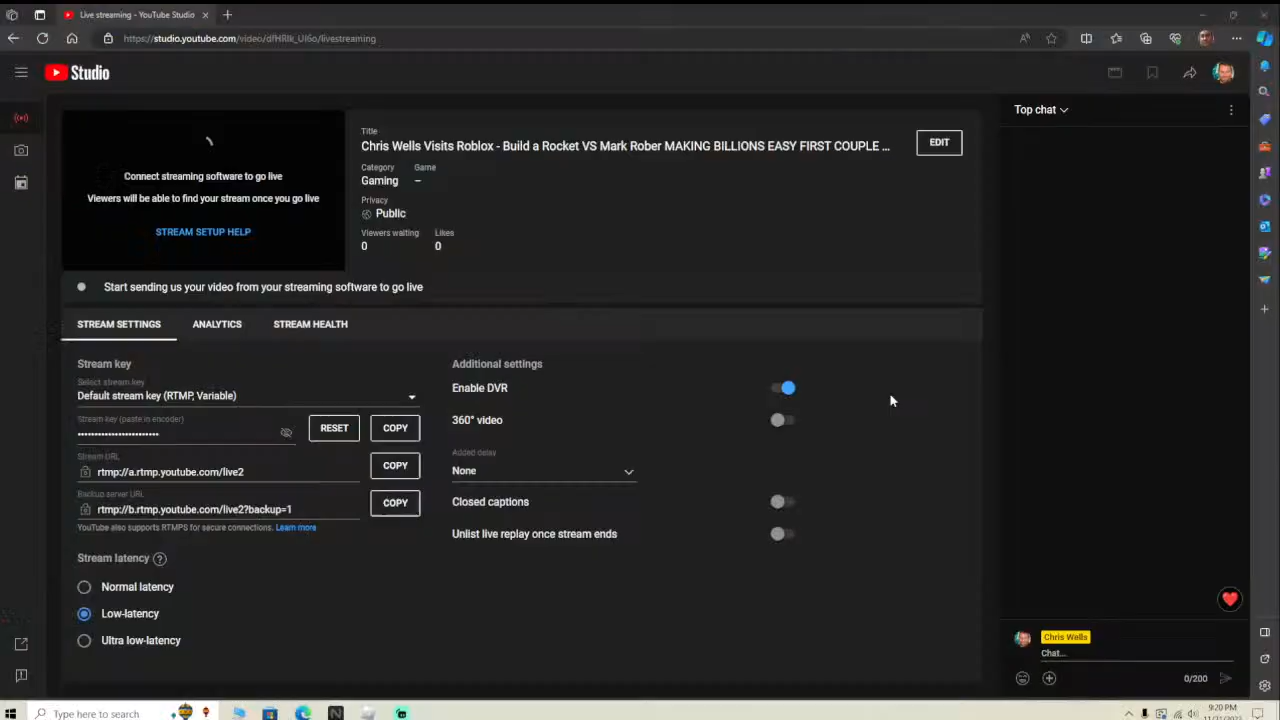 Live streaming - YouTube Studio
Studio
Top chat
Connect streaming software to go live
Viewers will be able to find your stream once you go live
STREAM SETUP HELP
Title
Chris Wells Visits Roblox - Build a Rocket VS Mark Rober MAKING BILLIONS EASY FIRST COUPLE ...
EDIT
Category Game
Gaming –
Privacy
Public
Viewers waiting Likes
0 0
Start sending us your video from your streaming software to go live
STREAM SETTINGS ANALYTICS STREAM HEALTH
Stream key
Select stream key
Default stream key (RTMP, Variable)
Stream key (paste in encoder)
•••••••••••••••••••••••• RESET COPY
Stream URL
rtmp://a.rtmp.youtube.com/live2 COPY
Backup server URL
rtmp://b.rtmp.youtube.com/live2?backup=1 COPY
YouTube also supports RTMPS for secure connections. Learn more
Stream latency ?
Normal latency
Low-latency
Ultra low-latency
Additional settings
Enable DVR
360° video
Added delay
None
Closed captions
Unlist live replay once stream ends
Chris Wells
Chat...
0/200
Type here to search
9:20 PM